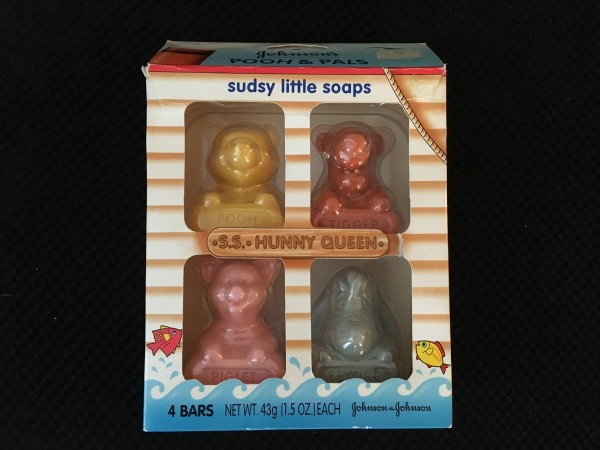 Johnson's
POOH & PALS
sudsy little soaps
POOH
TIGGER
S.S. • HUNNY QUEEN
PIGLET
EEYORE
4 BARS NET WT. 43g (1.5 OZ.) EACH Johnson & Johnson